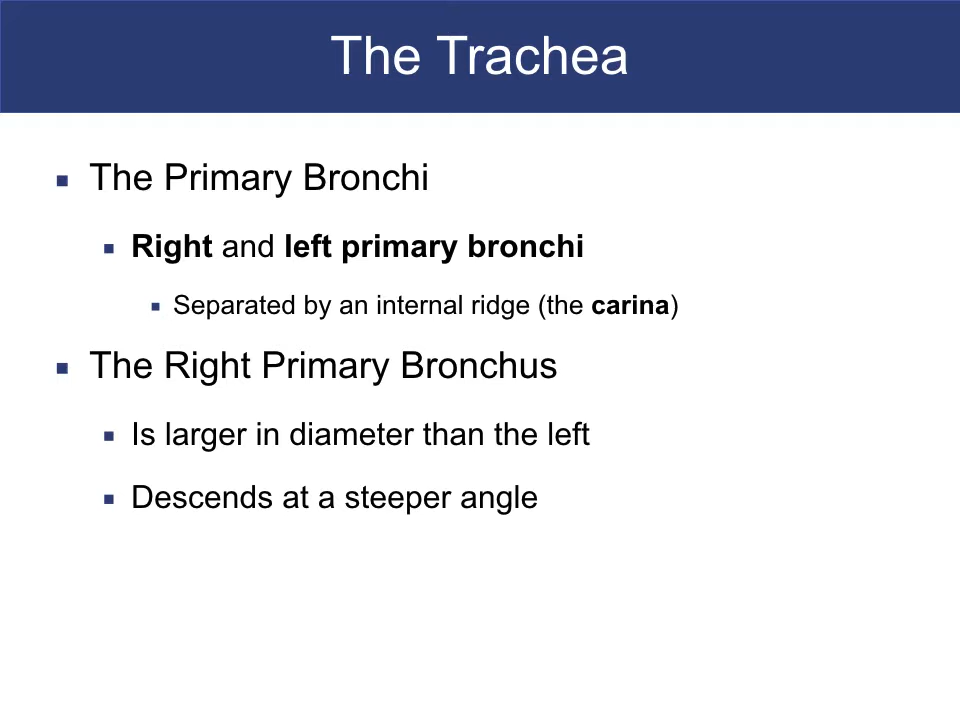 The Trachea
The Primary Bronchi
Right and left primary bronchi
Separated by an internal ridge (the carina)
The Right Primary Bronchus
Is larger in diameter than the left
Descends at a steeper angle